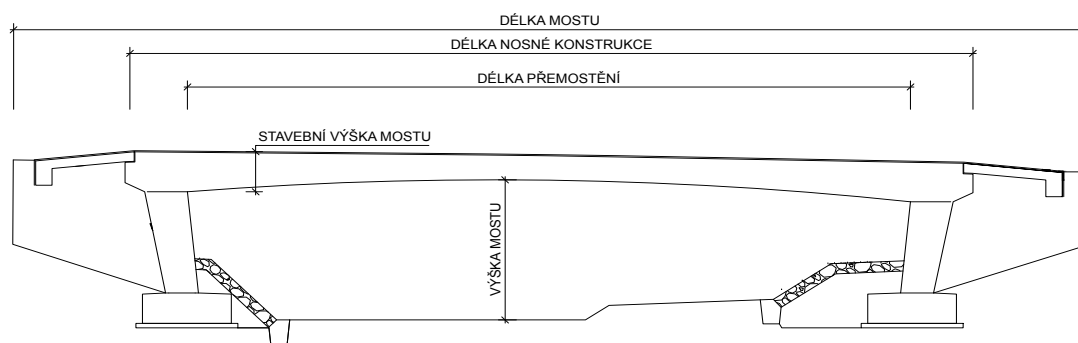 DÉLKA MOSTU
DÉLKA NOSNÉ KONSTRUKCE
DÉLKA PŘEMOSTĚNÍ
STAVEBNÍ VÝŠKA MOSTU
VÝŠKA MOSTU